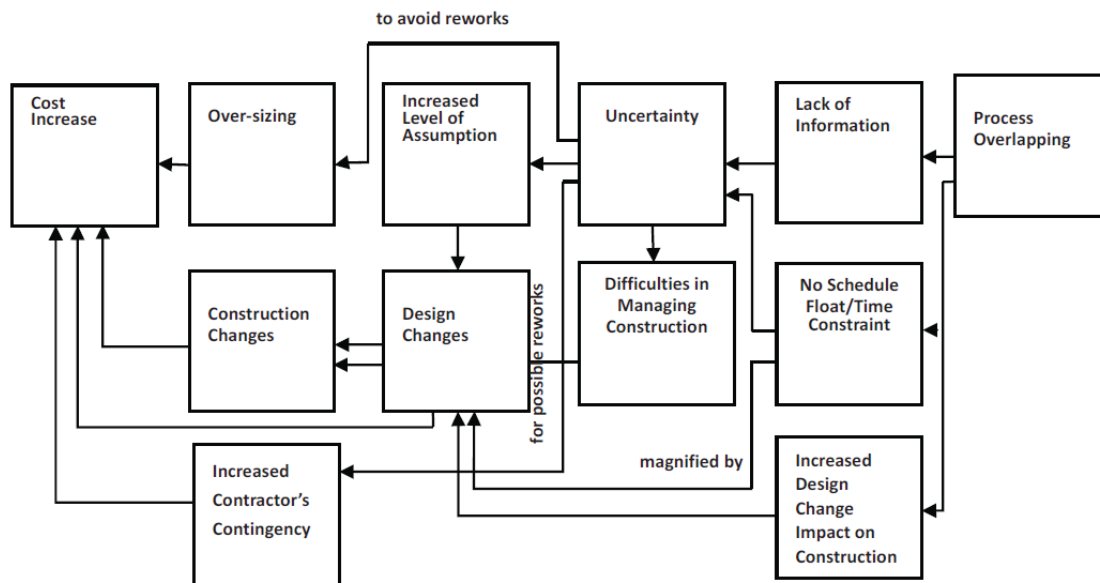 to avoid reworks
Cost
Increase
Over-sizing
Increased
Level of
Assumption
Uncertainty
Lack of
Information
Process
Overlapping
Construction
Changes
Design
Changes
for possible reworks
Difficulties in
Managing
Construction
No Schedule
Float/Time
Constraint
Increased
Contractor's
Contingency
magnified by
Increased
Design
Change
Impact on
Construction